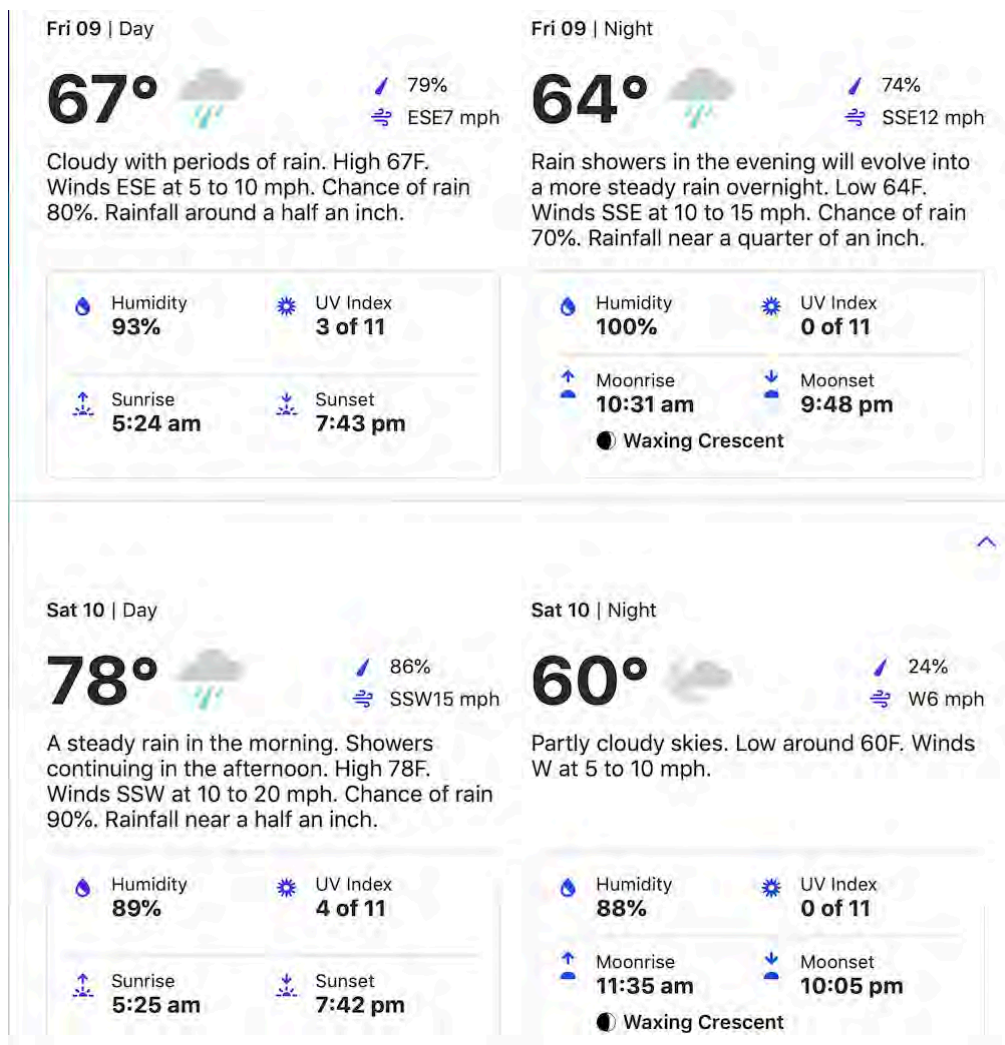 Fri 09 | Day
67°
79%
ESE7 mph
Cloudy with periods of rain. High 67F.
Winds ESE at 5 to 10 mph. Chance of rain
80%. Rainfall around a half an inch.
Humidity
93%
UV Index
3 of 11
Sunrise
5:24 am
Sunset
7:43 pm
Fri 09 | Night
64°
74%
SSE12 mph
Rain showers in the evening will evolve into
a more steady rain overnight. Low 64F.
Winds SSE at 10 to 15 mph. Chance of rain
70%. Rainfall near a quarter of an inch.
Humidity
100%
UV Index
0 of 11
Moonrise
10:31 am
Moonset
9:48 pm
Waxing Crescent
Sat 10 | Day
78°
86%
SSW15 mph
A steady rain in the morning. Showers
continuing in the afternoon. High 78F.
Winds SSW at 10 to 20 mph. Chance of rain
90%. Rainfall near a half an inch.
Humidity
89%
UV Index
4 of 11
Sunrise
5:25 am
Sunset
7:42 pm
Sat 10 | Night
60°
24%
W6 mph
Partly cloudy skies. Low around 60F. Winds
W at 5 to 10 mph.
Humidity
88%
UV Index
0 of 11
Moonrise
11:35 am
Moonset
10:05 pm
Waxing Crescent